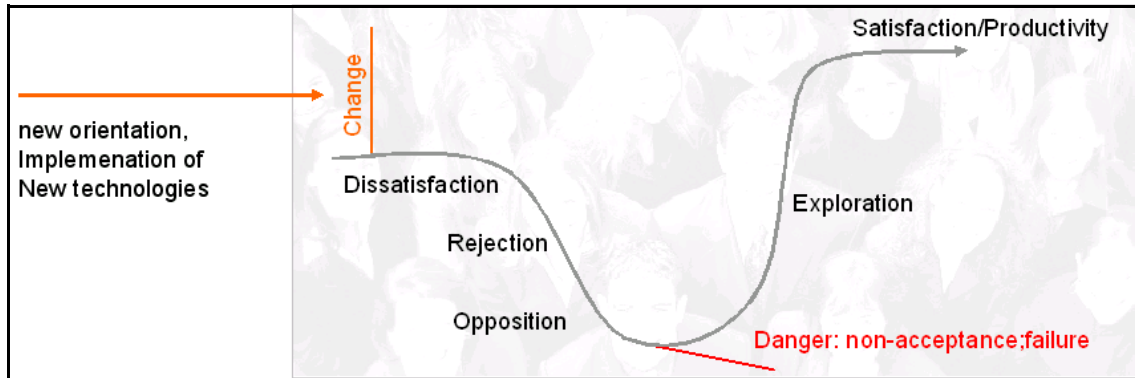 Satisfaction/Productivity
Change
new orientation,
Implemenation of
New technologies
Dissatisfaction
Exploration
Rejection
Opposition
Danger: non-acceptance;failure